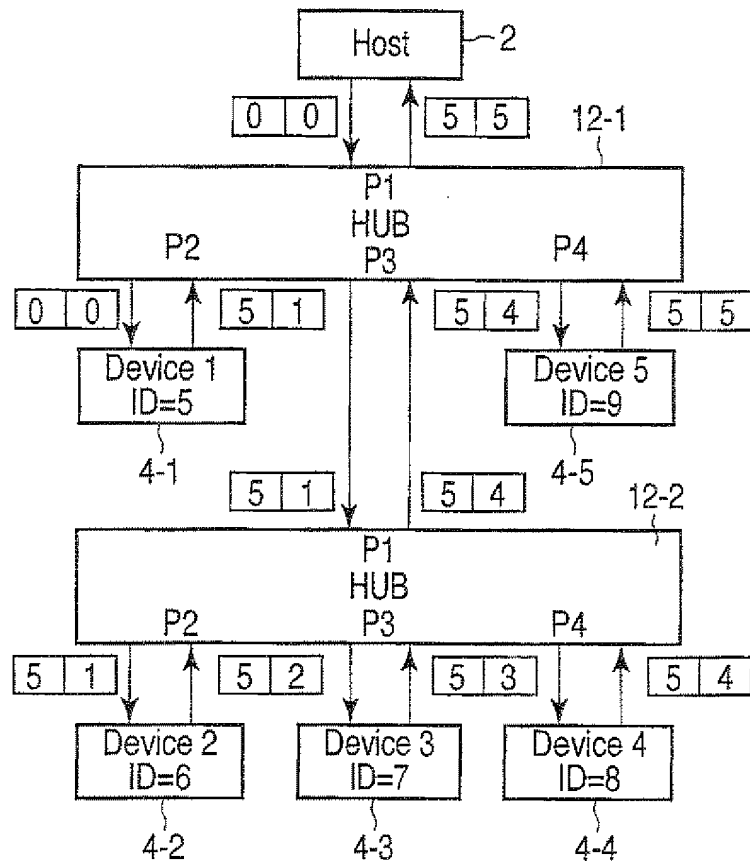 Host
2
0 0
5 5
12-1
P1
HUB
P2
P3
P4
0 0
5 1
5 4
5 5
Device 1
ID=5
4-1
Device 5
ID=9
4-5
5 1
5 4
12-2
P1
HUB
P2
P3
P4
5 1
5 2
5 3
5 4
Device 2
ID=6
4-2
Device 3
ID=7
4-3
Device 4
ID=8
4-4